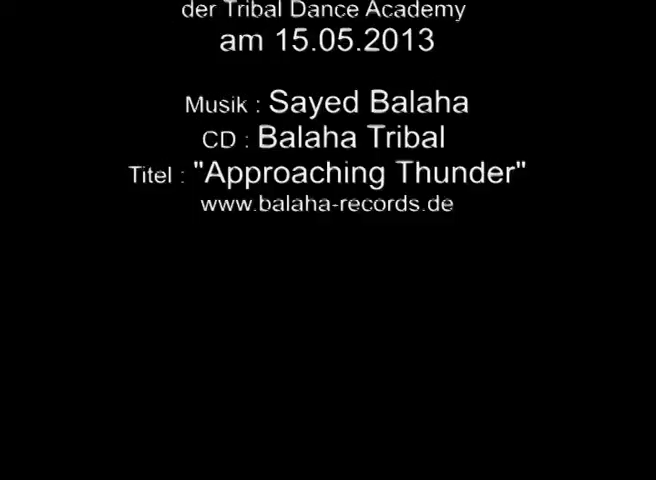 der Tribal Dance Academy
am 15.05.2013
Musik : Sayed Balaha
CD : Balaha Tribal
Titel : "Approaching Thunder"
www.balaha-records.de